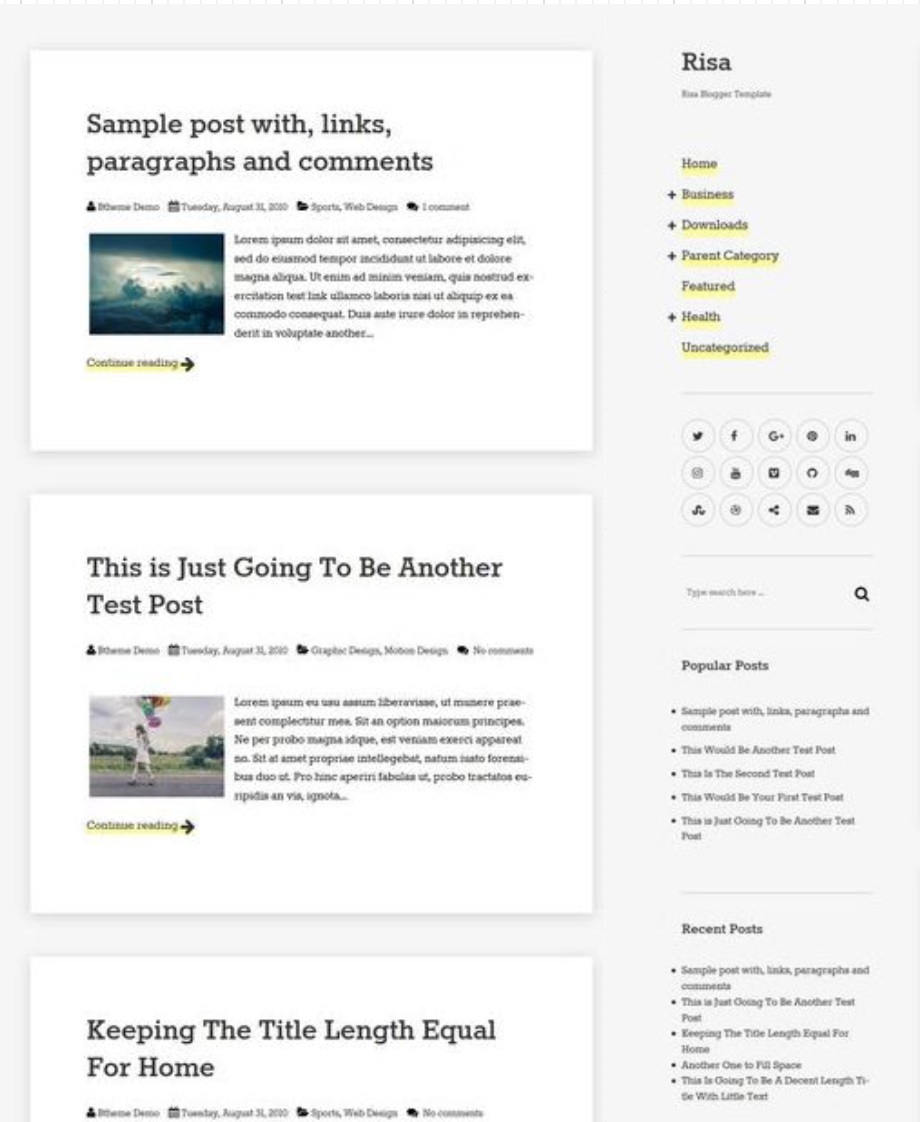 Sample post with, links,
paragraphs and comments
Btheme Demo Tuesday, August 31, 2010 Sports, Web Design 1 comment
Lorem ipsum dolor sit amet, consectetur adipisicing elit,
sed do eiusmod tempor incididunt ut labore et dolore
magna aliqua. Ut enim ad minim veniam, quis nostrud ex-
ercitation test link ullamco laboris nisi ut aliquip ex ea
commodo consequat. Duis aute irure dolor in reprehen-
derit in voluptate another...
Continue reading
This is Just Going To Be Another
Test Post
Btheme Demo Tuesday, August 31, 2010 Graphic Design, Motion Design No comments
Lorem ipsum eu usu assum liberavisse, ut munere prae-
sent complectitur mea. Sit an option maiorum principes.
Ne per probo magna idque, est veniam exerci appareat
no. Sit at amet propriae intellegebat, natum iusto forensi-
bus duo ut. Pro hinc aperiri fabulas ut, probo tractatos eu-
ripidis an vis, ignota...
Continue reading
Keeping The Title Length Equal
For Home
Btheme Demo Tuesday, August 31, 2010 Sports, Web Design No comments
Risa
Risa Blogger Template
Home
+ Business
+ Downloads
+ Parent Category
Featured
+ Health
Uncategorized
Type search here ...
Popular Posts
• Sample post with, links, paragraphs and
comments
• This Would Be Another Test Post
• This Is The Second Test Post
• This Would Be Your First Test Post
• This is Just Going To Be Another Test
Post
Recent Posts
• Sample post with, links, paragraphs and
comments
• This is Just Going To Be Another Test
Post
• Keeping The Title Length Equal For
Home
• Another One to Fill Space
• This Is Going To Be A Decent Length Ti-
tle With Little Text